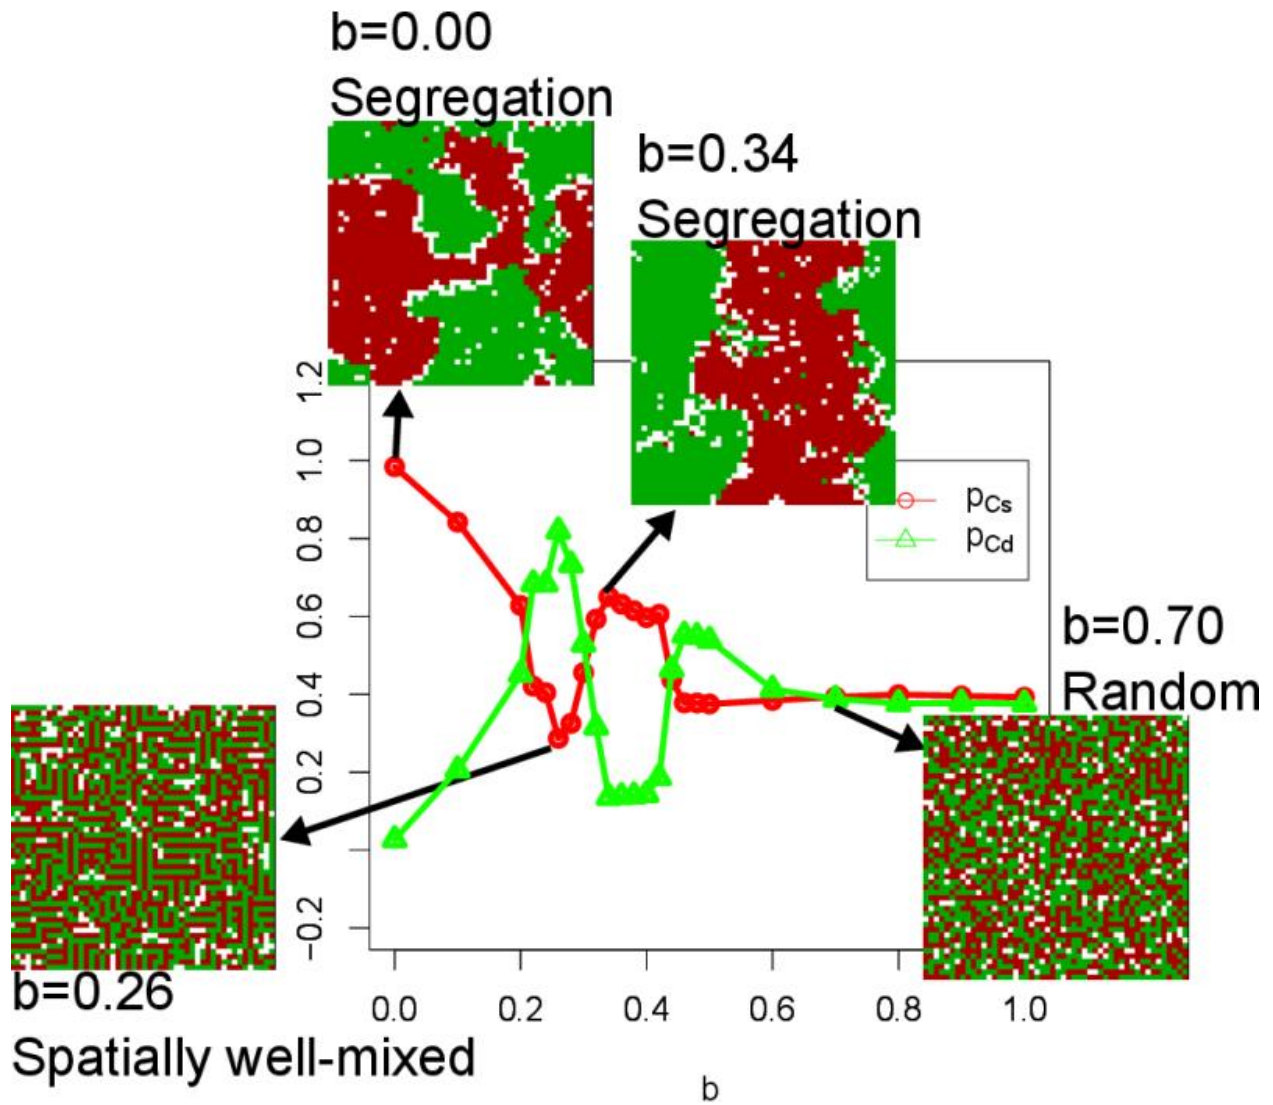 b=0.00
Segregation
b=0.34
Segregation
1.2
1.0
0.8
0.6
0.4
0.2
−0.2
pCs
pCd
b=0.70
Random
b=0.26
Spatially well-mixed
0.0 0.2 0.4 0.6 0.8 1.0
b